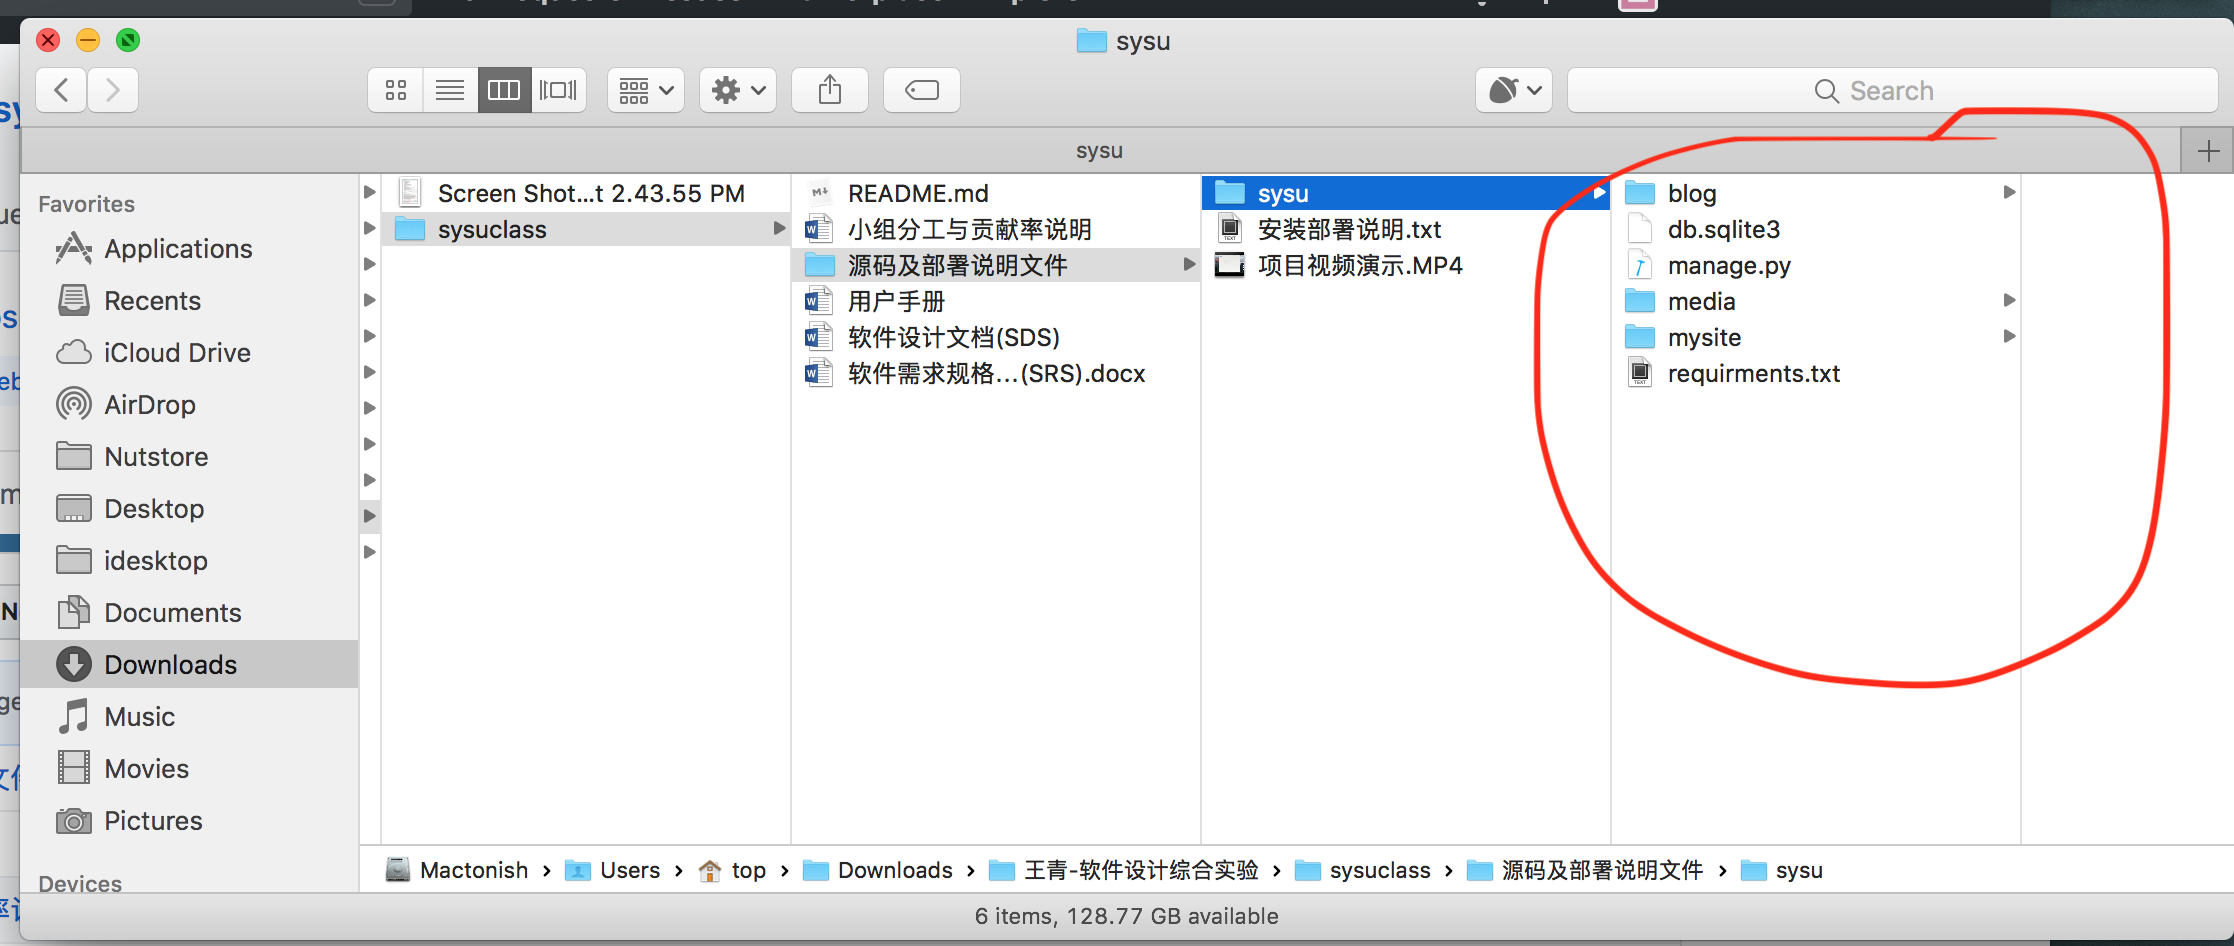 sysu
Search
sysu
Favorites
Applications
Recents
iCloud Drive
AirDrop
Nutstore
Desktop
idesktop
Documents
Downloads
Music
Movies
Pictures
Devices
Screen Shot...t 2.43.55 PM
sysuclass
README.md
小组分工与贡献率说明
源码及部署说明文件
用户手册
软件设计文档(SDS)
软件需求规格...(SRS).docx
sysu
安装部署说明.txt
项目视频演示.MP4
blog
db.sqlite3
manage.py
media
mysite
requirments.txt
Mactonish › Users › top › Downloads › 王青-软件设计综合实验 › sysuclass › 源码及部署说明文件 › sysu
6 items, 128.77 GB available